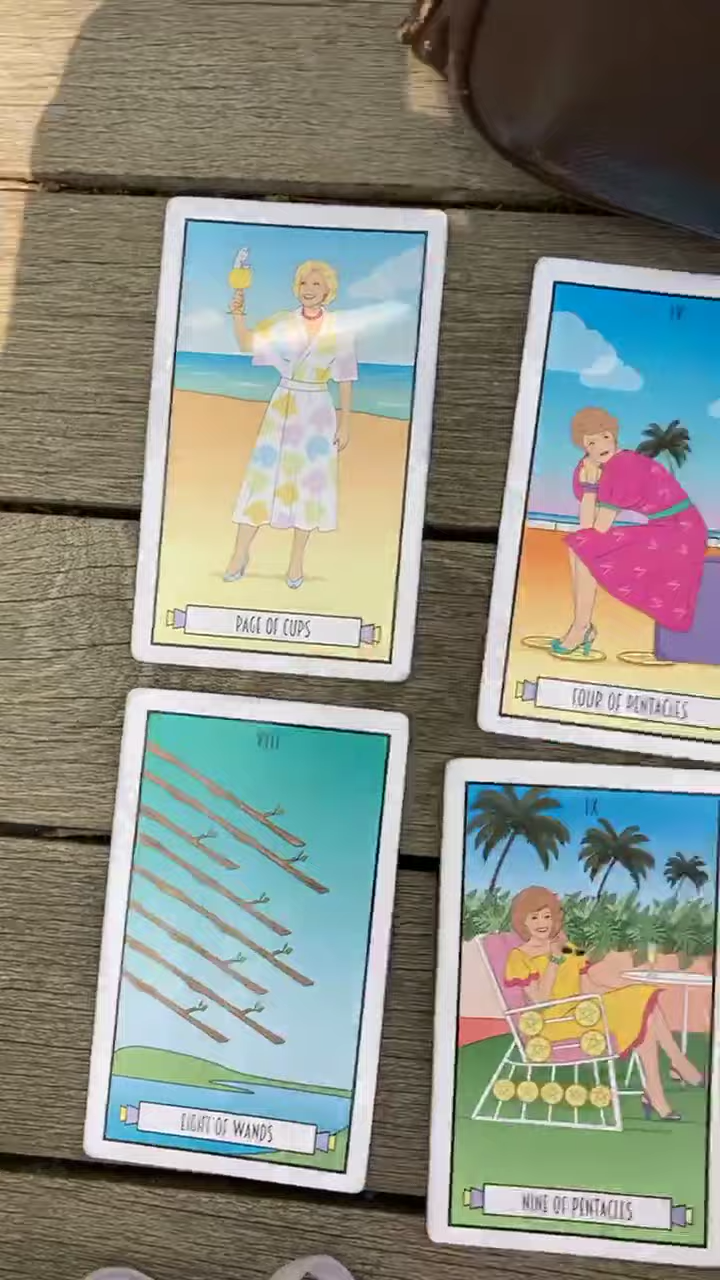 PAGE OF CUPS
IV
FOUR OF PENTACLES
VIII
EIGHT OF WANDS
IX
NINE OF PENTACLES